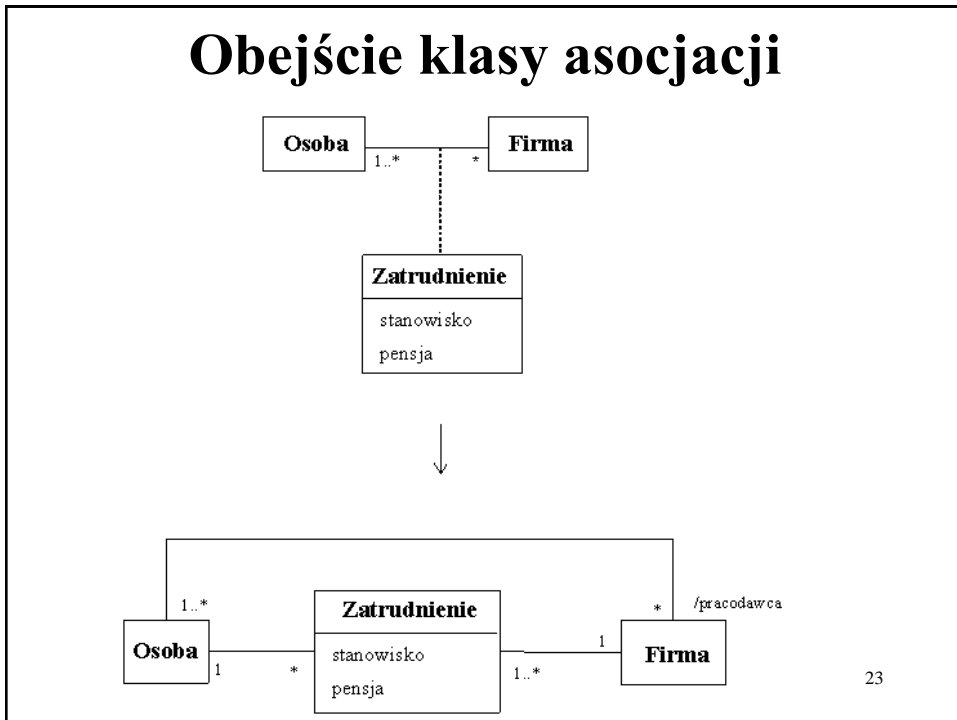 Obejście klasy asocjacji
Osoba
1..*
*
Firma
Zatrudnienie
stanowisko
pensja
1..*
*
/pracodawca
Osoba
1
*
Zatrudnienie
stanowisko
pensja
1..*
1
Firma
23